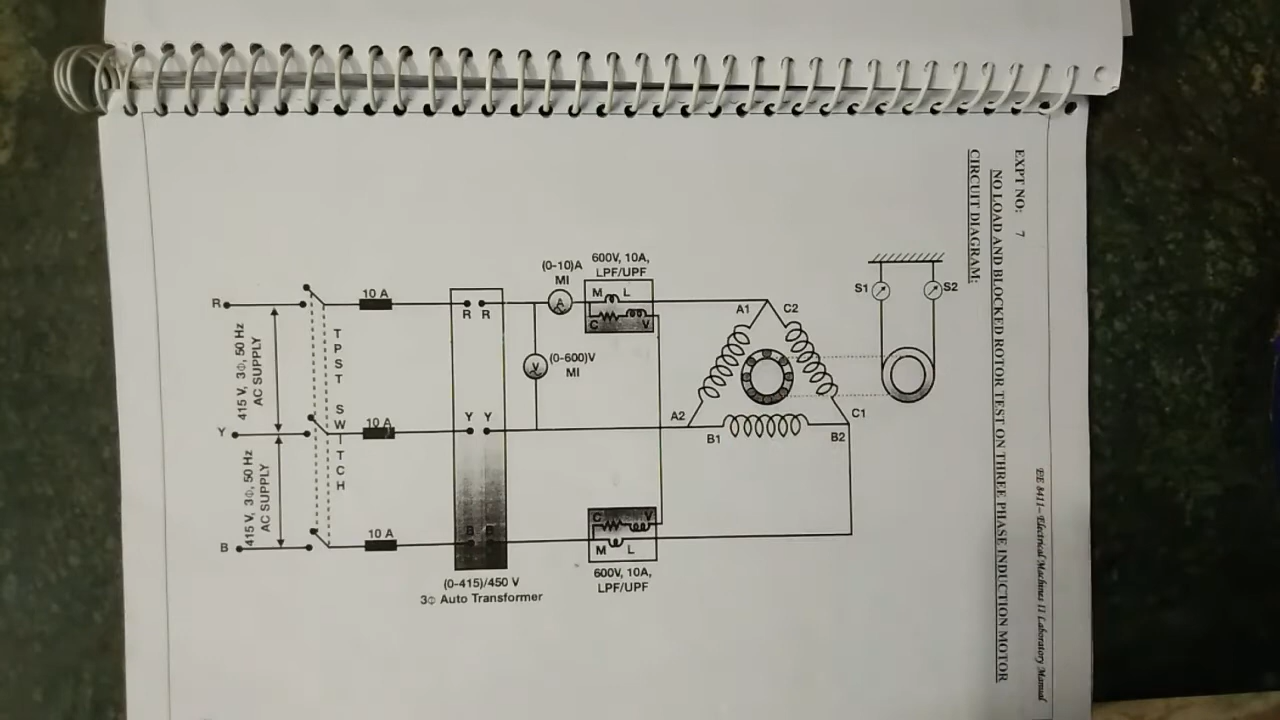 EE 8411– Electrical Machines II Laboratory Manual
EXPT NO: 7
NO LOAD AND BLOCKED ROTOR TEST ON THREE PHASE INDUCTION MOTOR
CIRCUIT DIAGRAM:
R
415 V, 3Φ, 50 Hz
AC SUPPLY
Y
415 V, 3Φ, 50 Hz
AC SUPPLY
B
TPST SWITCH
10 A
10 A
10 A
R R
Y Y
B B
(0-415)/450 V
3Φ Auto Transformer
(0-10)A
MI
A
V
(0-600)V
MI
600V, 10A,
LPF/UPF
M L
C V
C V
M L
600V, 10A,
LPF/UPF
A1 C2
A2 C1
B1 B2
S1 S2